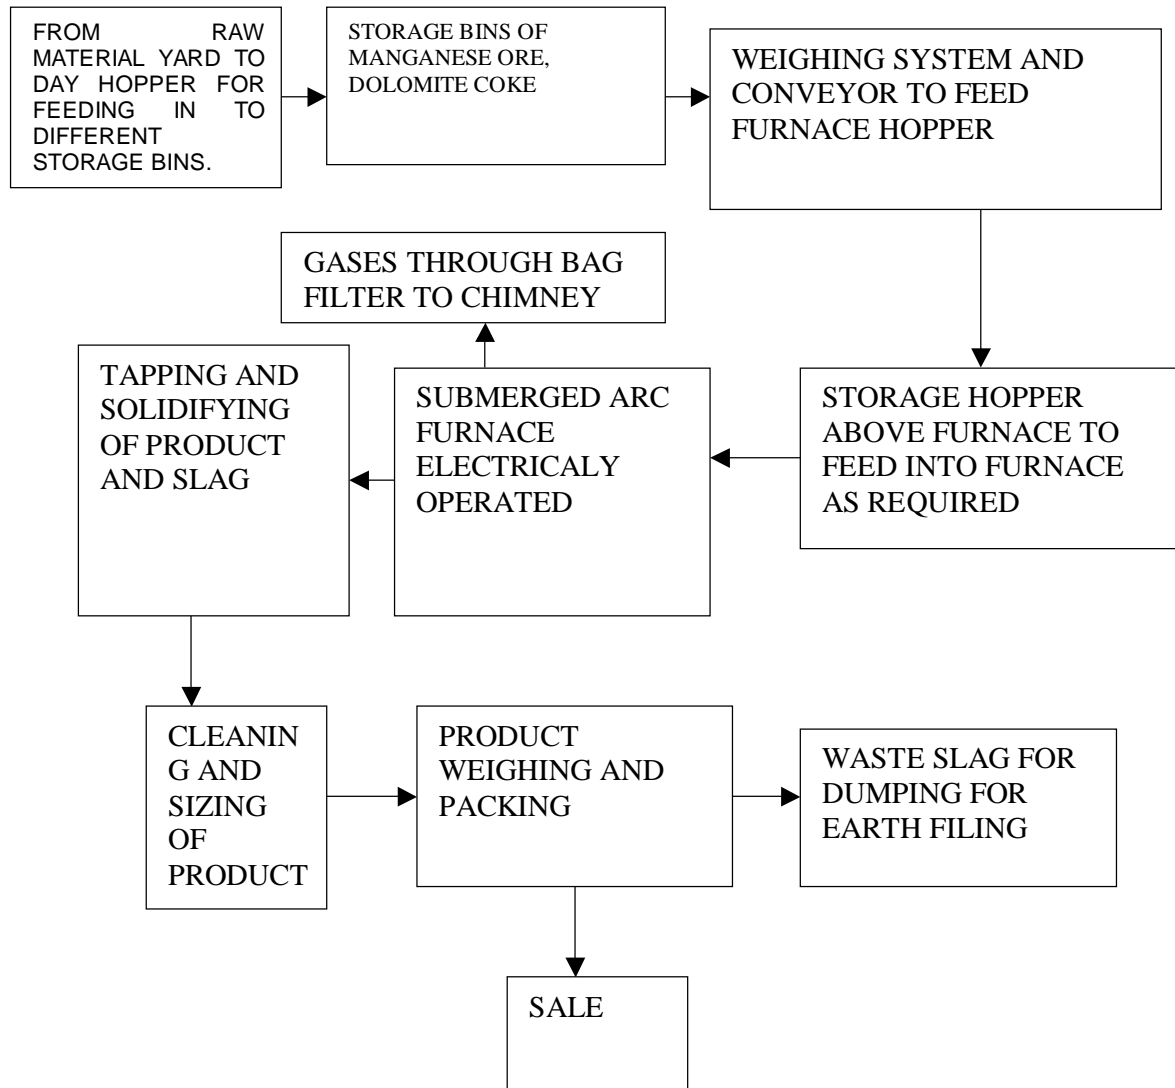 FROM RAW
MATERIAL YARD TO
DAY HOPPER FOR
FEEDING IN TO
DIFFERENT
STORAGE BINS.
STORAGE BINS OF
MANGANESE ORE,
DOLOMITE COKE
WEIGHING SYSTEM AND
CONVEYOR TO FEED
FURNACE HOPPER
GASES THROUGH BAG
FILTER TO CHIMNEY
TAPPING AND
SOLIDIFYING
OF PRODUCT
AND SLAG
SUBMERGED ARC
FURNACE
ELECTRICALY
OPERATED
STORAGE HOPPER
ABOVE FURNACE TO
FEED INTO FURNACE
AS REQUIRED
CLEANIN
G AND
SIZING
OF
PRODUCT
PRODUCT
WEIGHING AND
PACKING
WASTE SLAG FOR
DUMPING FOR
EARTH FILING
SALE